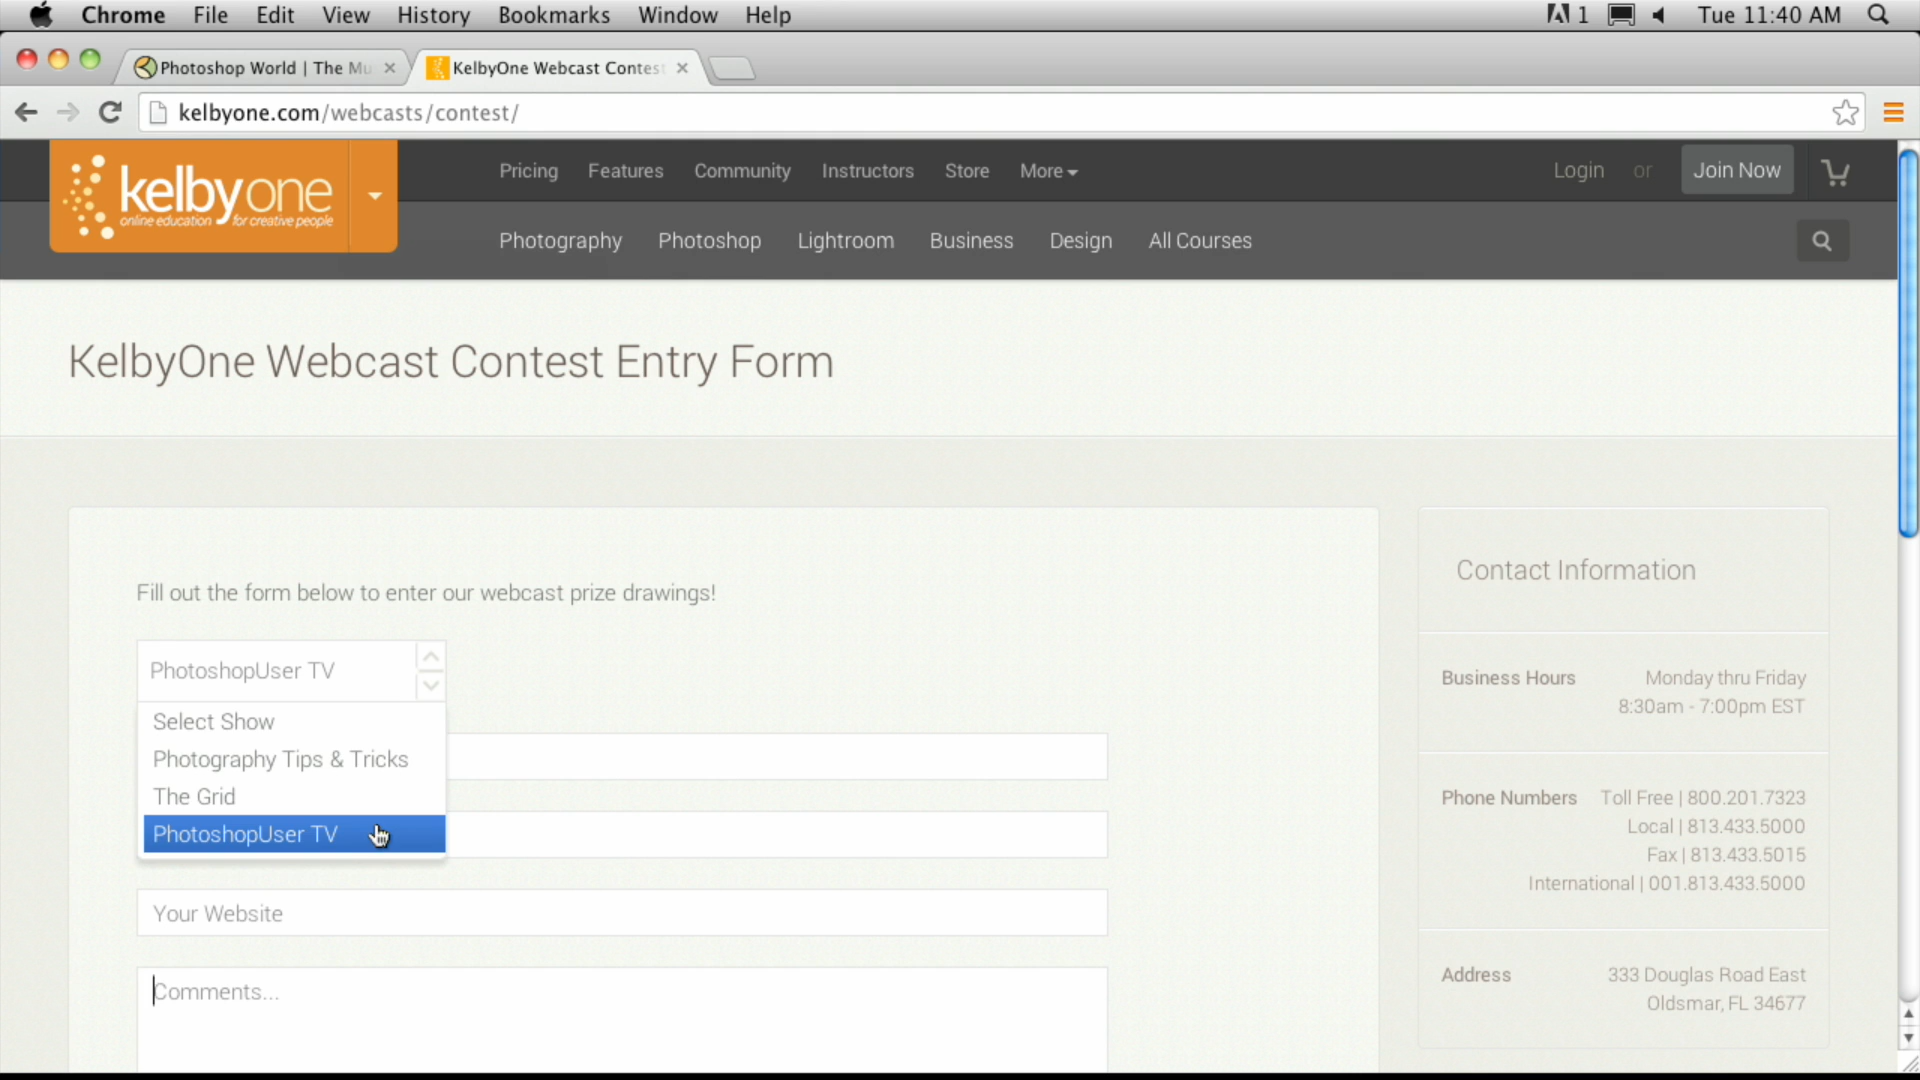 Chrome File Edit View History Bookmarks Window Help 1 Tue 11:40 AM
Photoshop World | The Mu KelbyOne Webcast Contest
kelbyone.com/webcasts/contest/
Pricing Features Community Instructors Store More Login or Join Now
kelbyone
online education for creative people
Photography Photoshop Lightroom Business Design All Courses
KelbyOne Webcast Contest Entry Form
Fill out the form below to enter our webcast prize drawings!
PhotoshopUser TV
Select Show
Photography Tips & Tricks
The Grid
PhotoshopUser TV
Your Website
Comments...
Contact Information
Business Hours Monday thru Friday
8:30am - 7:00pm EST
Phone Numbers Toll Free | 800.201.7323
Local | 813.433.5000
Fax | 813.433.5015
International | 001.813.433.5000
Address 333 Douglas Road East
Oldsmar, FL 34677